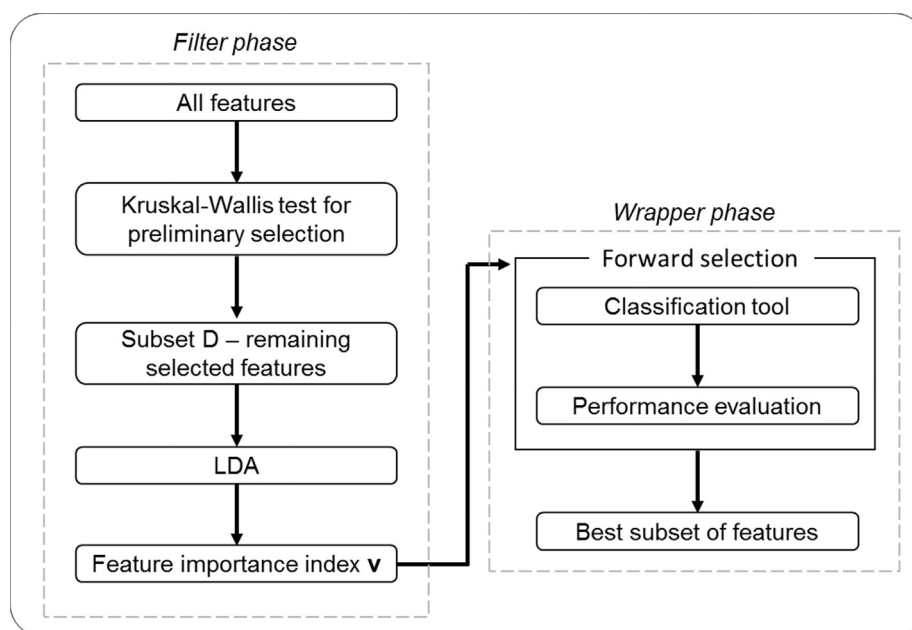 Filter phase
All features
Kruskal-Wallis test for
preliminary selection
Subset D – remaining
selected features
LDA
Feature importance index v
Wrapper phase
Forward selection
Classification tool
Performance evaluation
Best subset of features